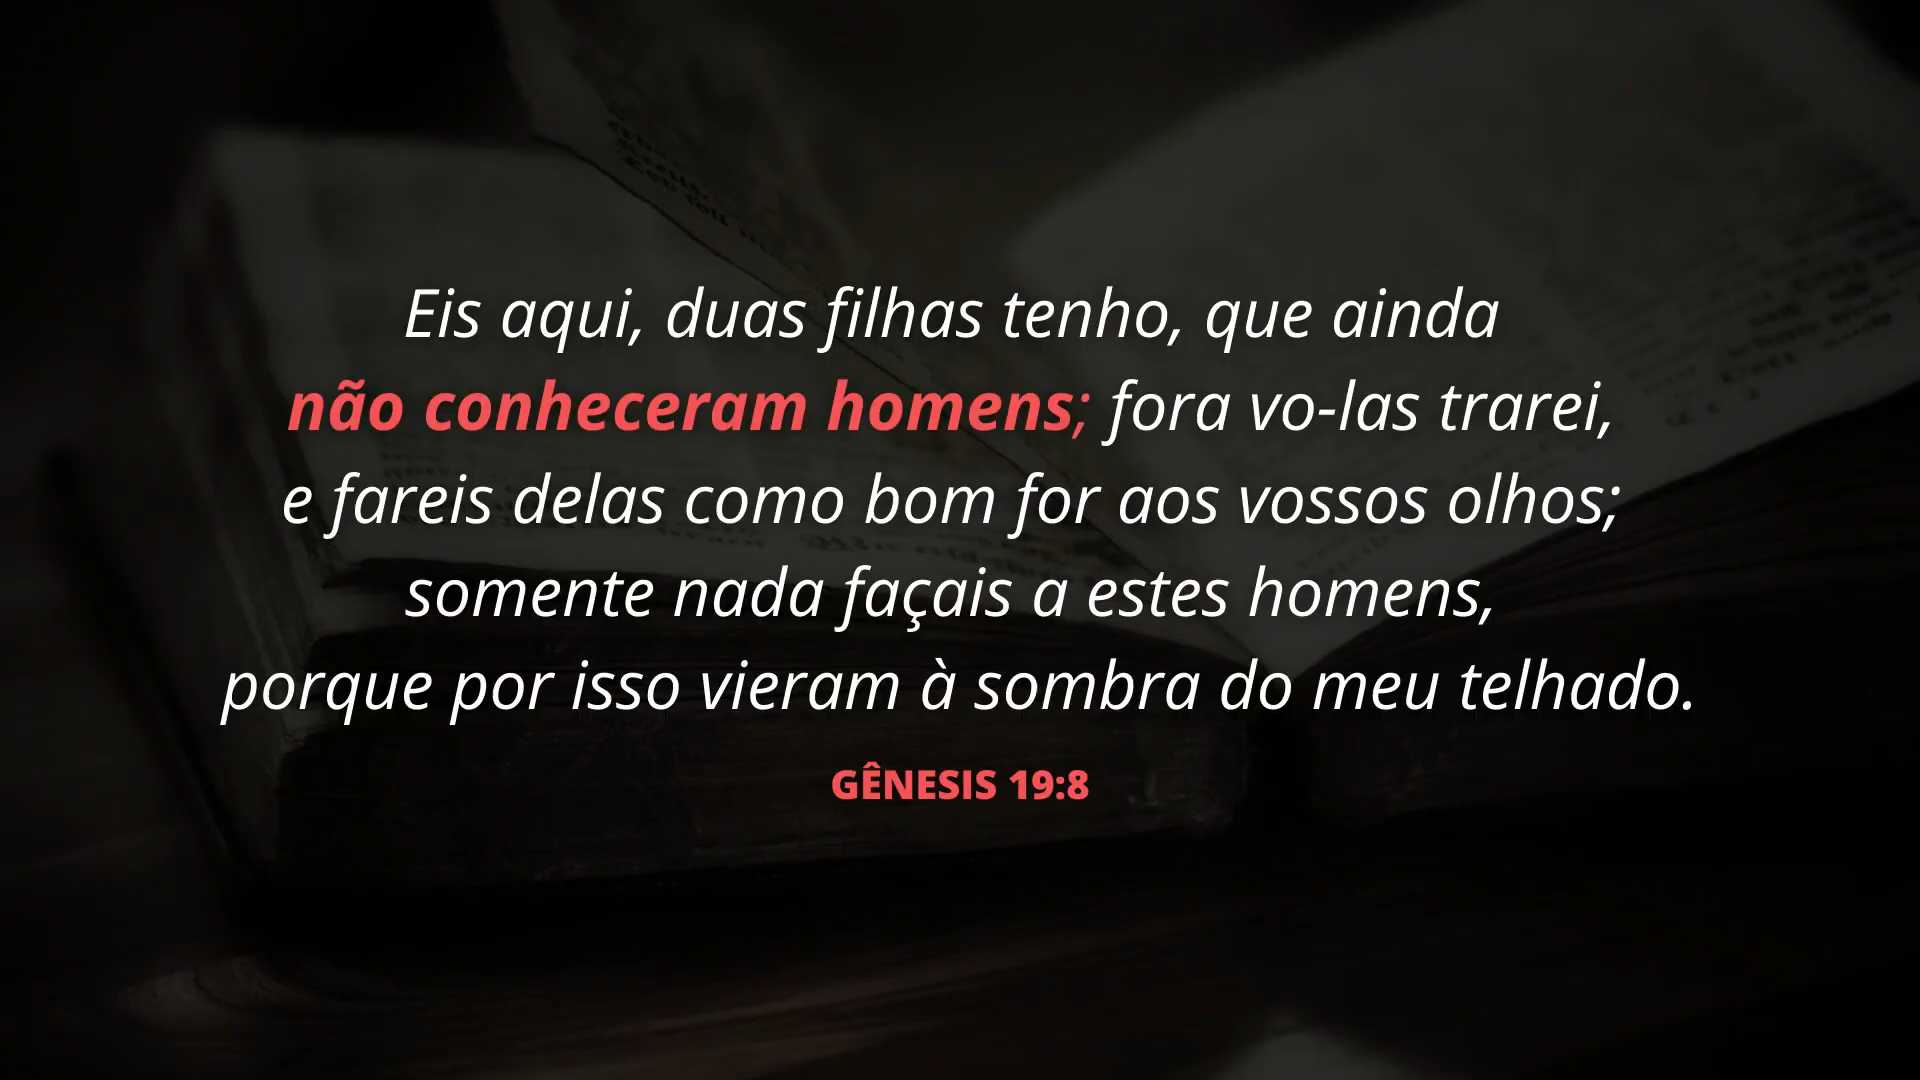 Eis aqui, duas filhas tenho, que ainda
não conheceram homens; fora vo-las trarei,
e fareis delas como bom for aos vossos olhos;
somente nada façais a estes homens,
porque por isso vieram à sombra do meu telhado.
GÊNESIS 19:8